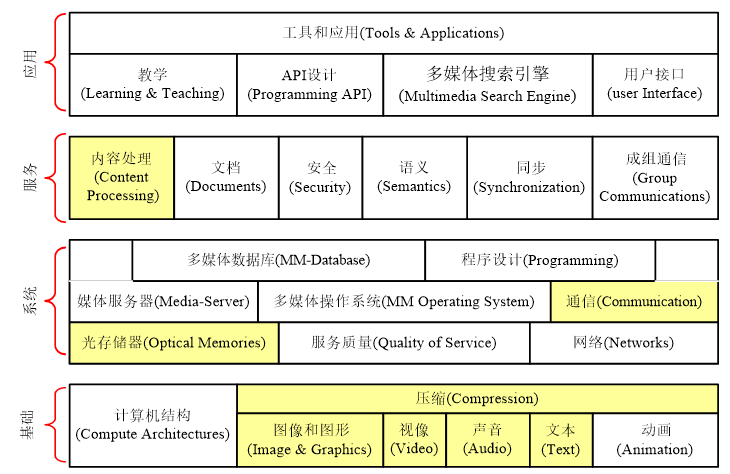 应用
工具和应用(Tools & Applications)
教学
(Learning & Teaching)
API设计
(Programming API)
多媒体搜索引擎
(Multimedia Search Engine)
用户接口
(user Interface)
服务
内容处理
(Content
Processing)
文档
(Documents)
安全
(Security)
语义
(Semantics)
同步
(Synchronization)
成组通信
(Group
Communications)
系统
多媒体数据库(MM-Database)
程序设计(Programming)
媒体服务器(Media-Server)
多媒体操作系统(MM Operating System)
通信(Communication)
光存储器(Optical Memories)
服务质量(Quality of Service)
网络(Networks)
基础
计算机结构
(Compute Architectures)
压缩(Compression)
图像和图形
(Image & Graphics)
视像
(Video)
声音
(Audio)
文本
(Text)
动画
(Animation)